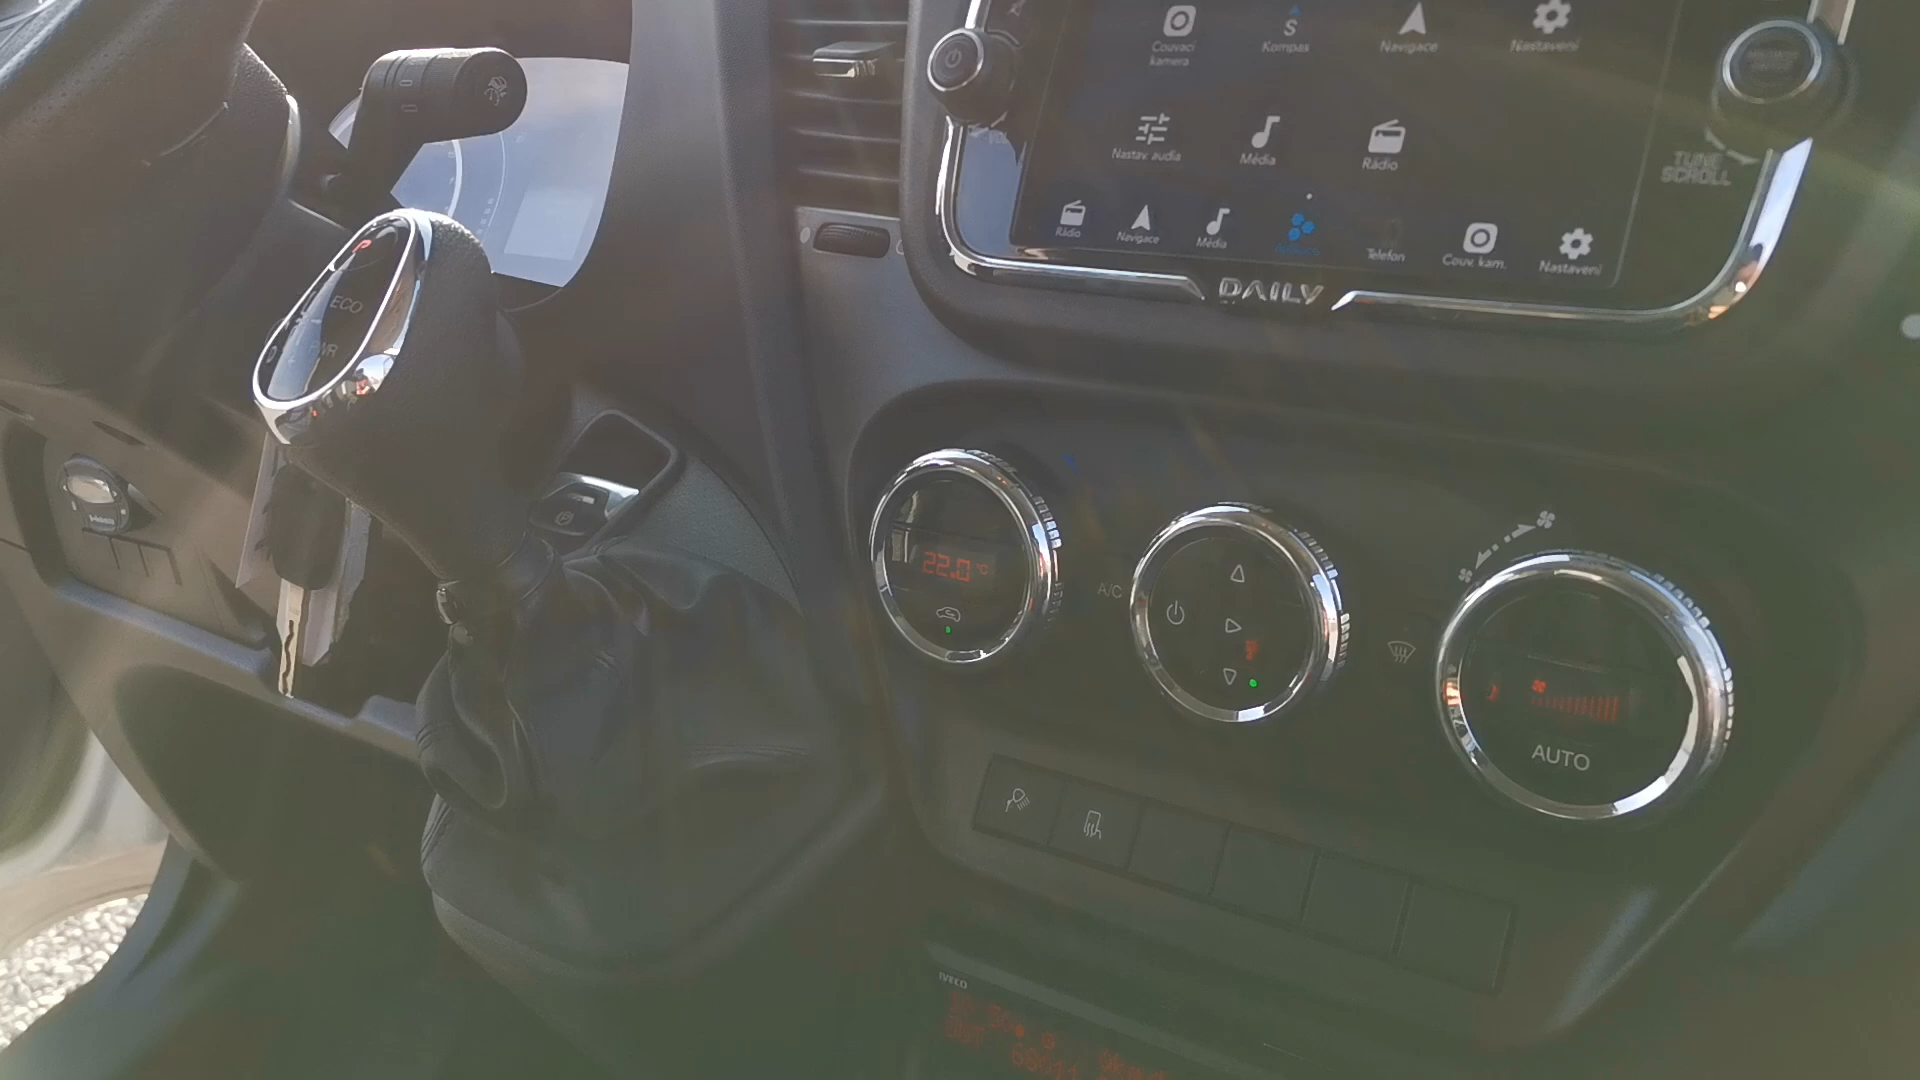 Couvací
kamera
Kompas
Navigace
Nastavení
Nastav. audia
Média
Rádio
TUNE
SCROLL
Rádio
Navigace
Média
Telefon
Couv. kam.
Nastavení
DAILY
P
ECO
PWR
D
22.0 °C
A/C
AUTO
IVECO